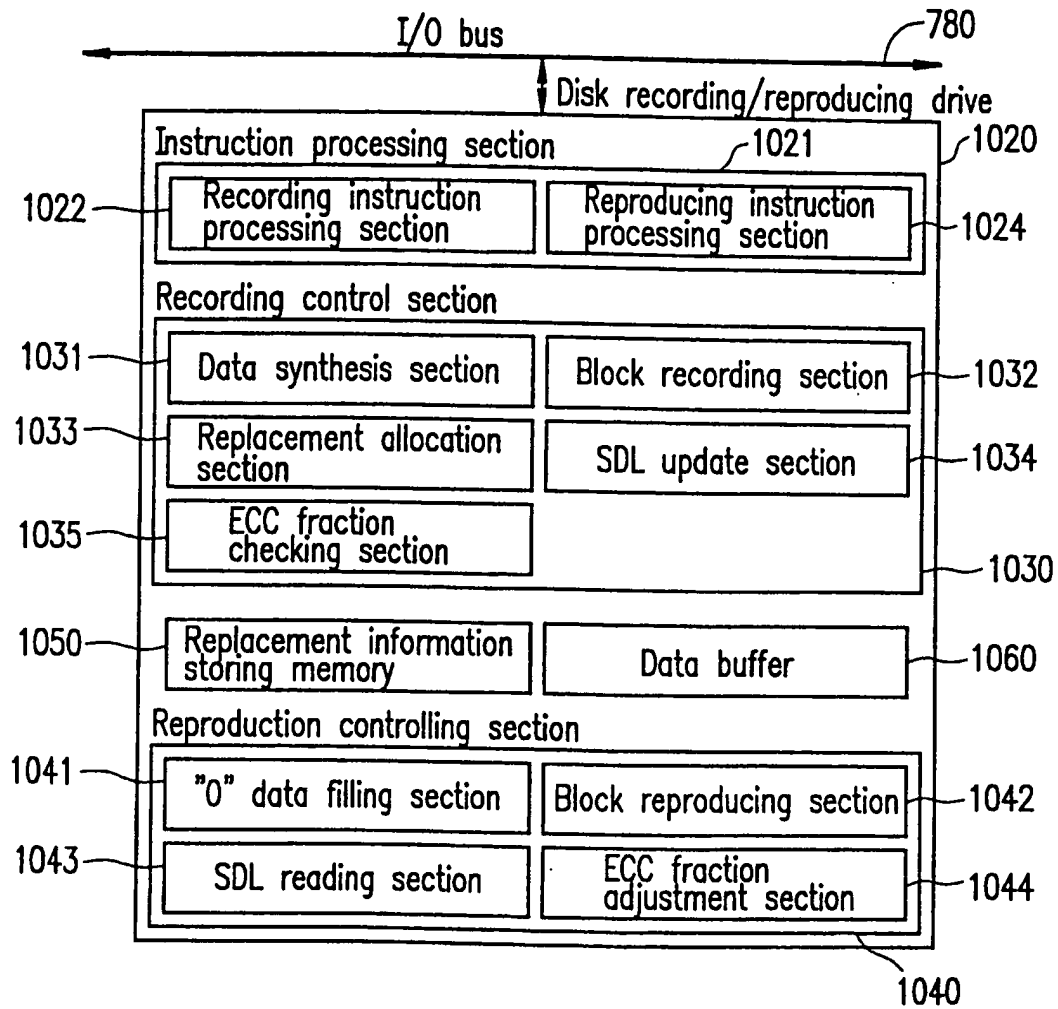 I/O bus
780
Disk recording/reproducing drive
1020
Instruction processing section
1021
1022
Recording instruction
processing section
Reproducing instruction
processing section
1024
Recording control section
1031
Data synthesis section
Block recording section
1032
1033
Replacement allocation
section
SDL update section
1034
1035
ECC fraction
checking section
1030
1050
Replacement information
storing memory
Data buffer
1060
Reproduction controlling section
1041
"0" data filling section
Block reproducing section
1042
1043
SDL reading section
ECC fraction
adjustment section
1044
1040